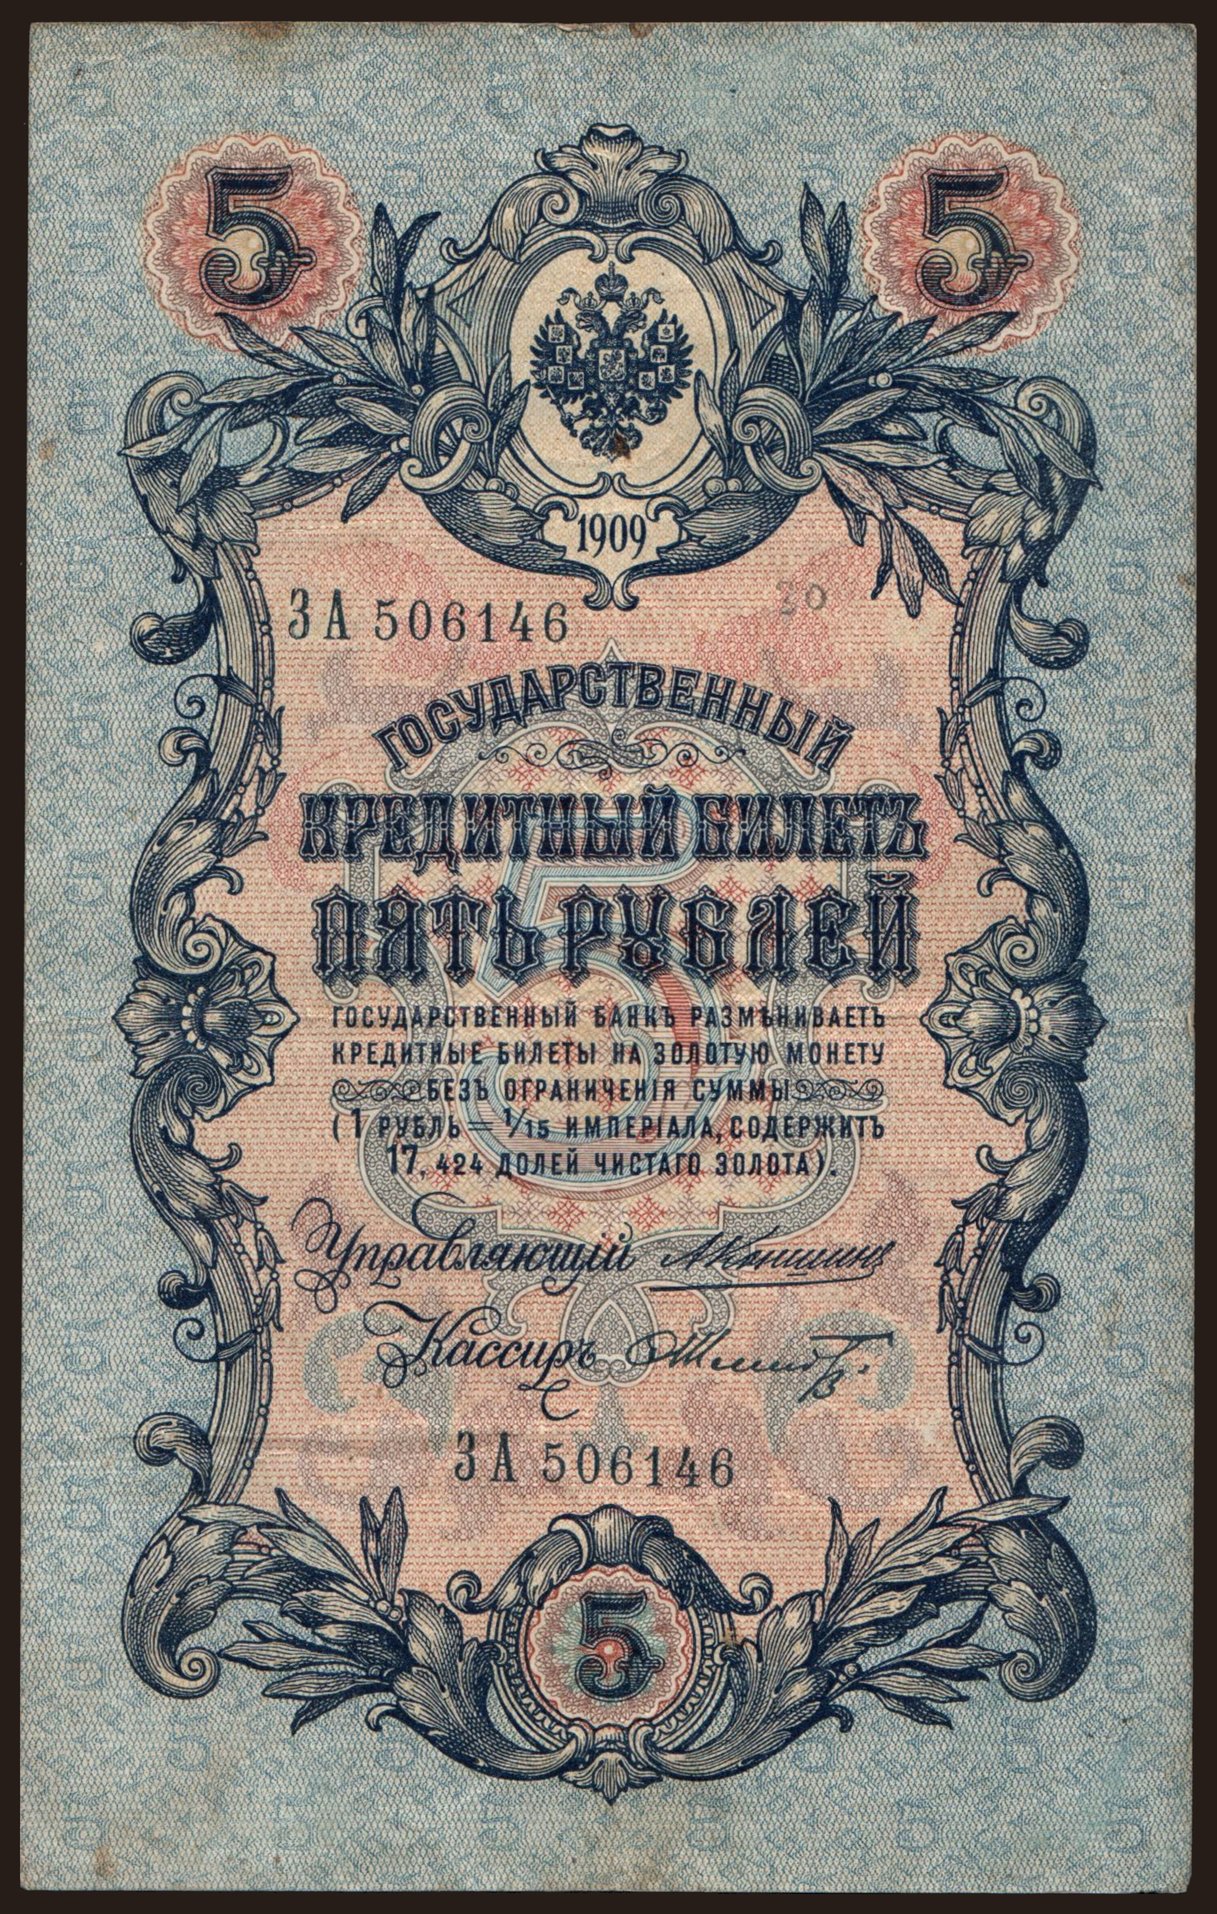 5 5
1909
ЗА 506146
20
ГОСУДАРСТВЕННЫЙ
КРЕДИТНЫЙ БИЛЕТЪ
ПЯТЬ РУБЛЕЙ
ГОСУДАРСТВЕННЫЙ БАНКЪ РАЗМѢНИВАЕТЪ
КРЕДИТНЫЕ БИЛЕТЫ НА ЗОЛОТУЮ МОНЕТУ
БЕЗЪ ОГРАНИЧЕНІЯ СУММЫ
(1 РУБЛЬ = 1/15 ИМПЕРІАЛА, СОДЕРЖИТЪ
17,424 ДОЛЕЙ ЧИСТАГО ЗОЛОТА).
Управляющій
Кассиръ
ЗА 506146
5